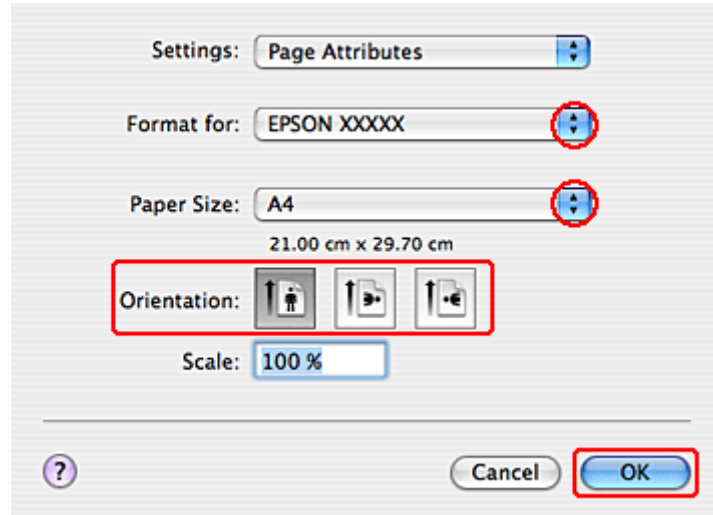 Settings: Page Attributes
Format for: EPSON XXXXX
Paper Size: A4
21.00 cm x 29.70 cm
Orientation:
Scale: 100 %
? Cancel OK